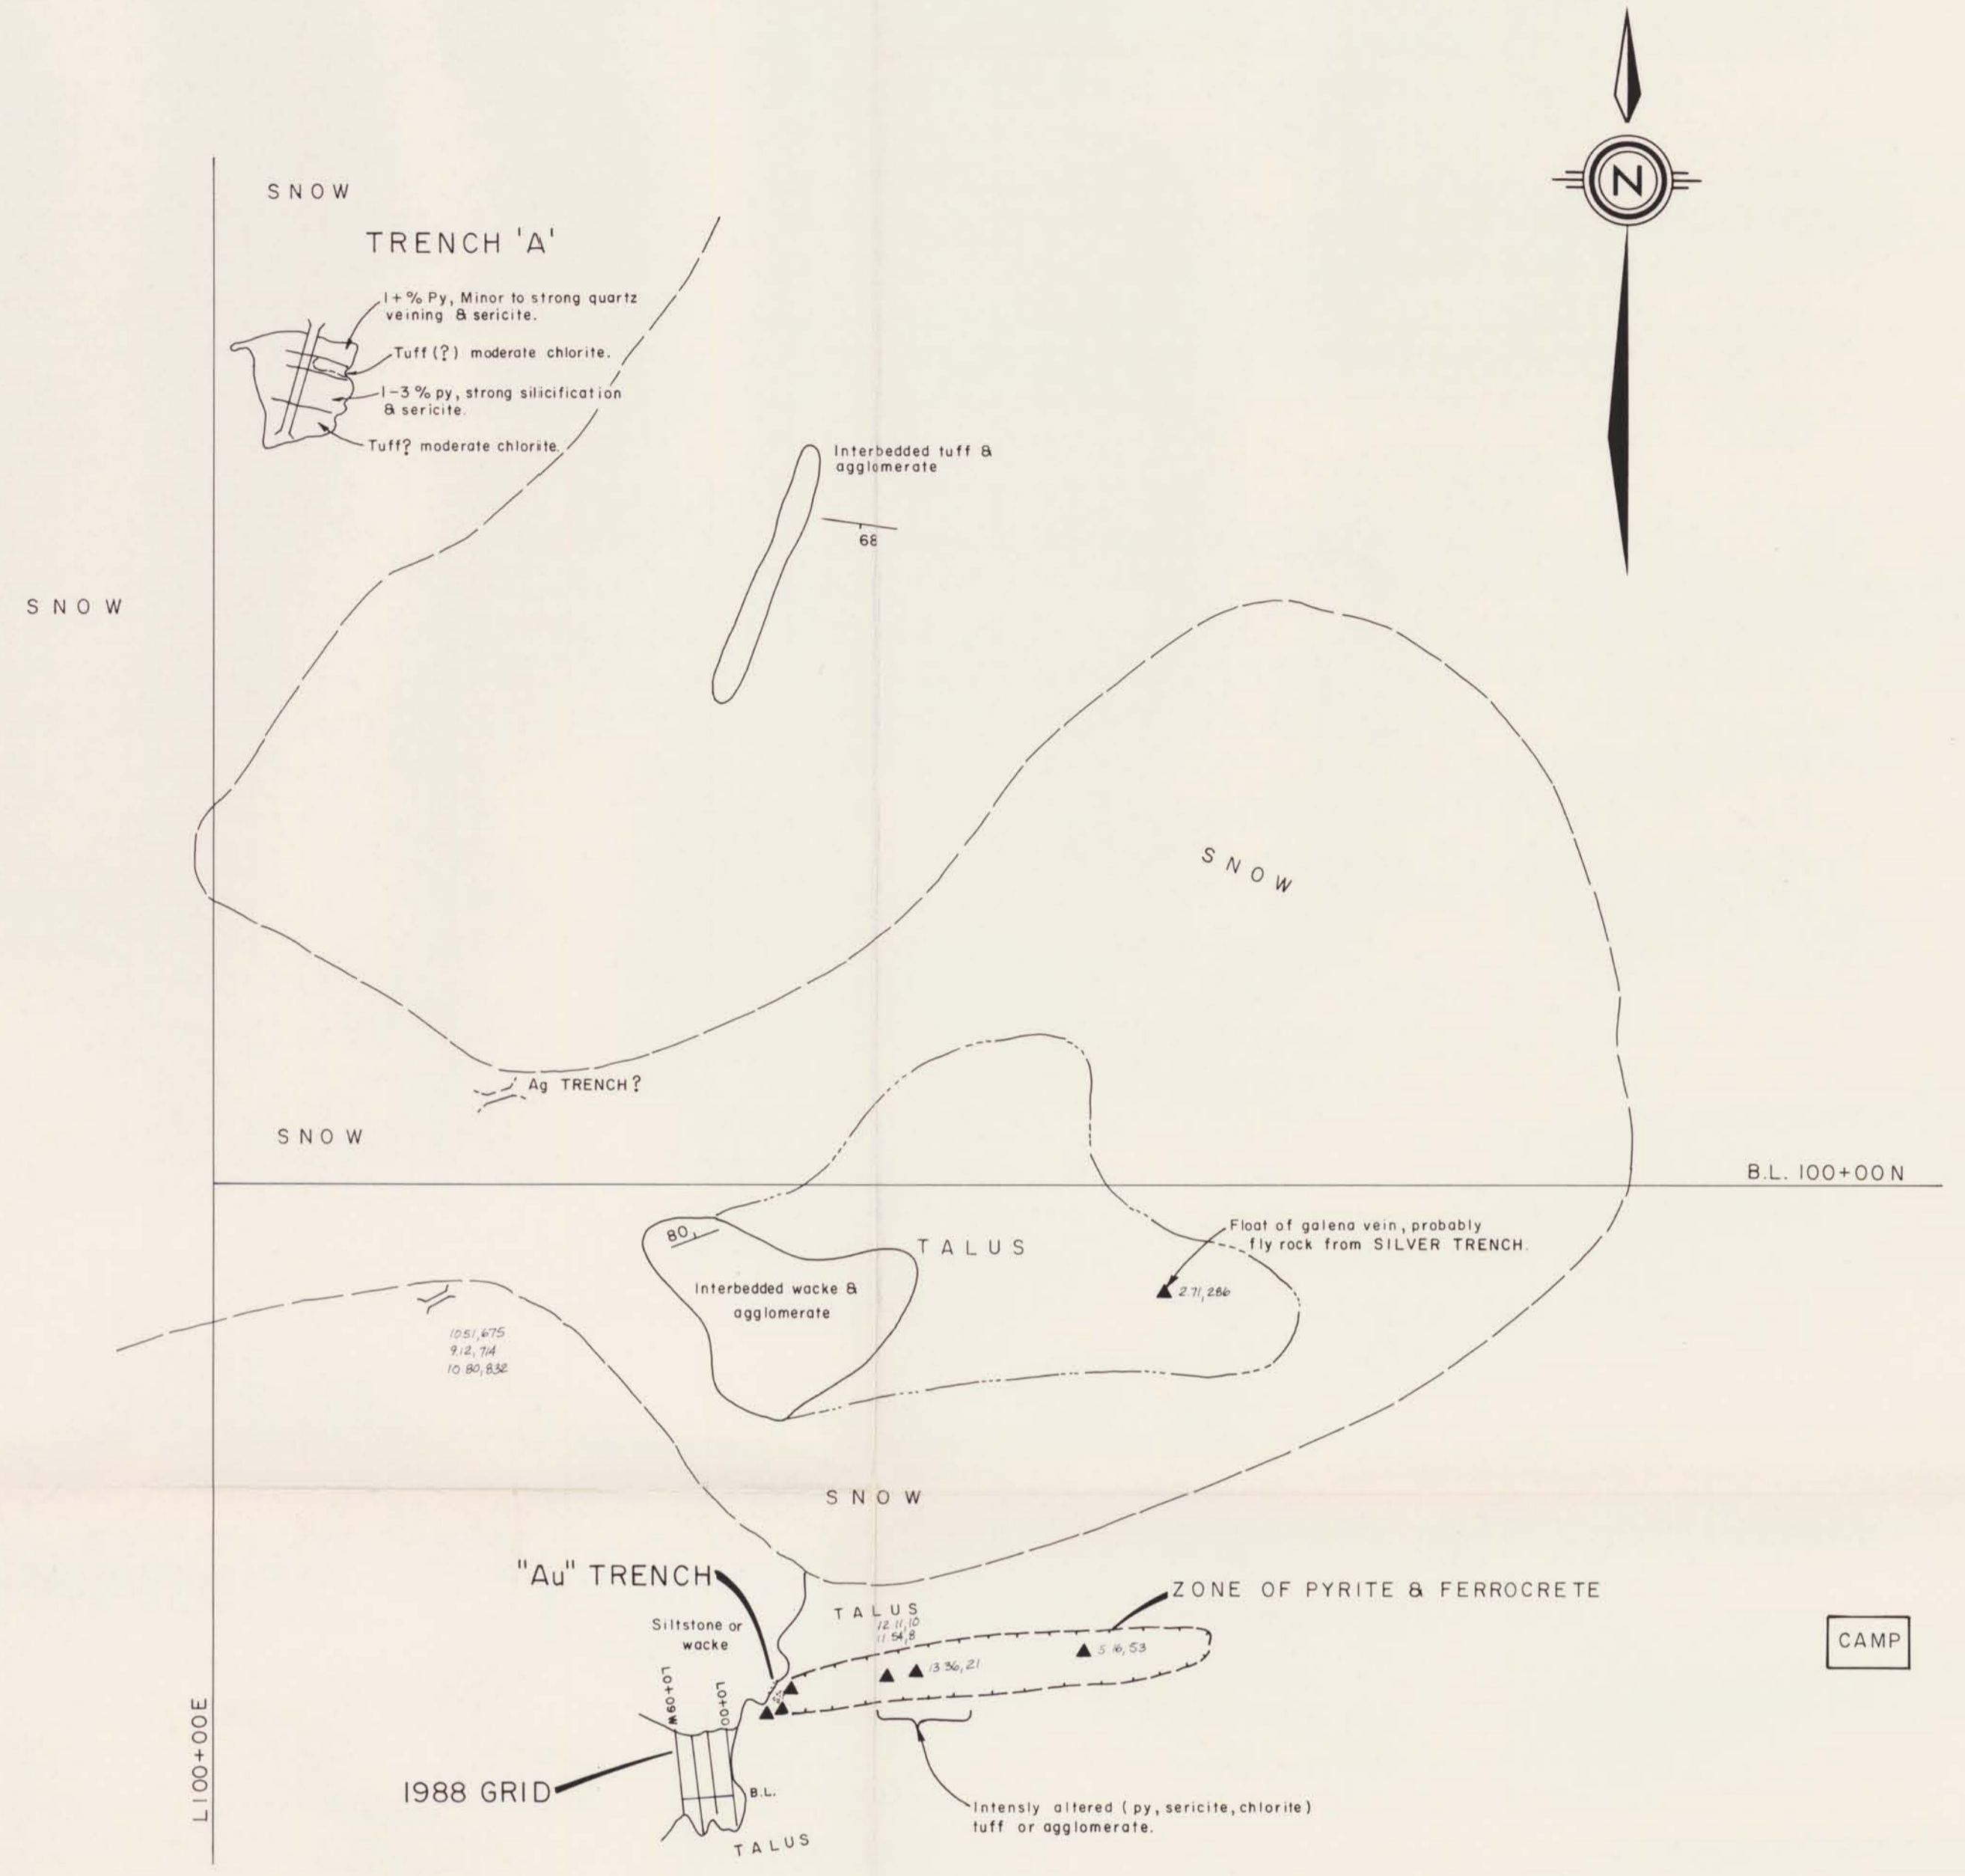 N
SNOW
TRENCH 'A'
1+% Py, Minor to strong quartz
veining & sericite.
Tuff (?) moderate chlorite.
1-3% py, strong silicification
& sericite.
Tuff? moderate chlorite.
Interbedded tuff &
agglomerate
68
SNOW
SNOW
Ag TRENCH?
SNOW
B.L. 100+00N
80
TALUS
Float of galena vein, probably
fly rock from SILVER TRENCH.
2.71,286
Interbedded wacke &
agglomerate
10.51,675
9.12,714
10.80,832
SNOW
"Au" TRENCH
ZONE OF PYRITE & FERROCRETE
TALUS
12.11,10
11.54,8
Siltstone or
wacke
CAMP
5.16,53
13.36,21
L0+09W
L0+00
L100+00E
1988 GRID
B.L.
Intensly altered (py, sericite, chlorite)
tuff or agglomerate.
TALUS